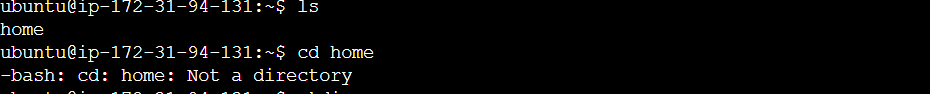 ubuntu@ip-172-31-94-131:~$ ls
home
ubuntu@ip-172-31-94-131:~$ cd home
-bash: cd: home: Not a directory